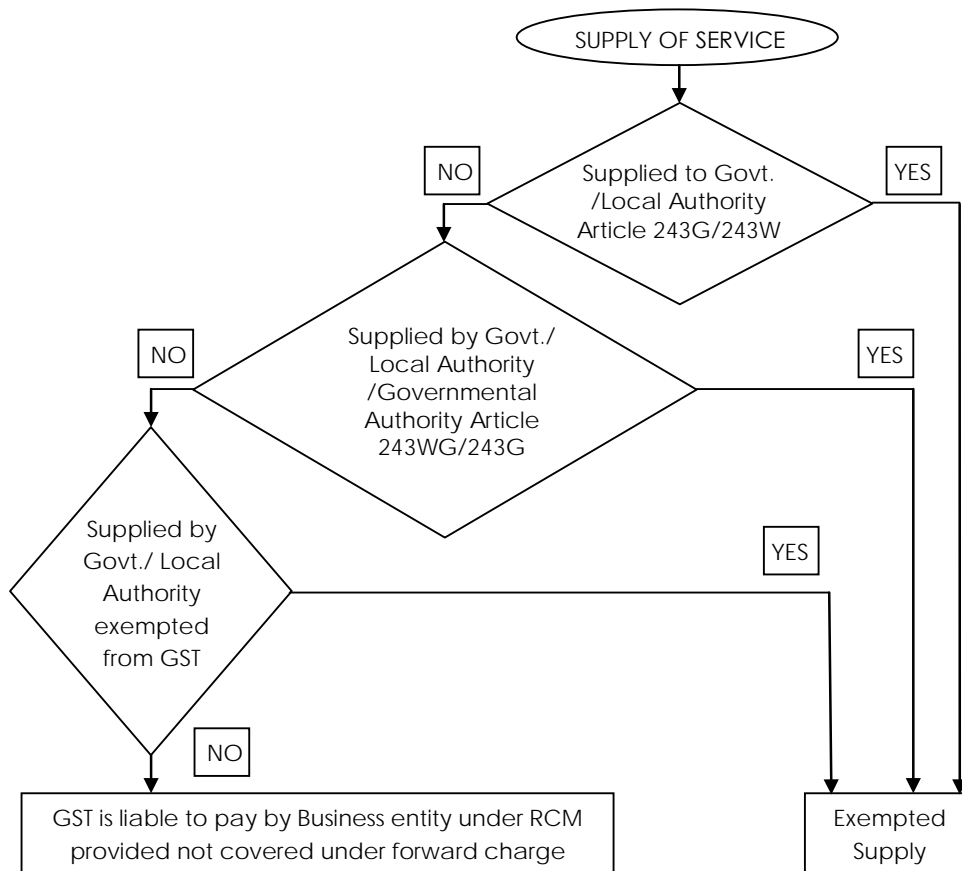 SUPPLY OF SERVICE
NO
Supplied to Govt.
/Local Authority
Article 243G/243W
YES
NO
Supplied by Govt./
Local Authority
/Governmental
Authority Article
243WG/243G
YES
Supplied by
Govt./ Local
Authority
exempted
from GST
YES
NO
GST is liable to pay by Business entity under RCM
provided not covered under forward charge
Exempted
Supply